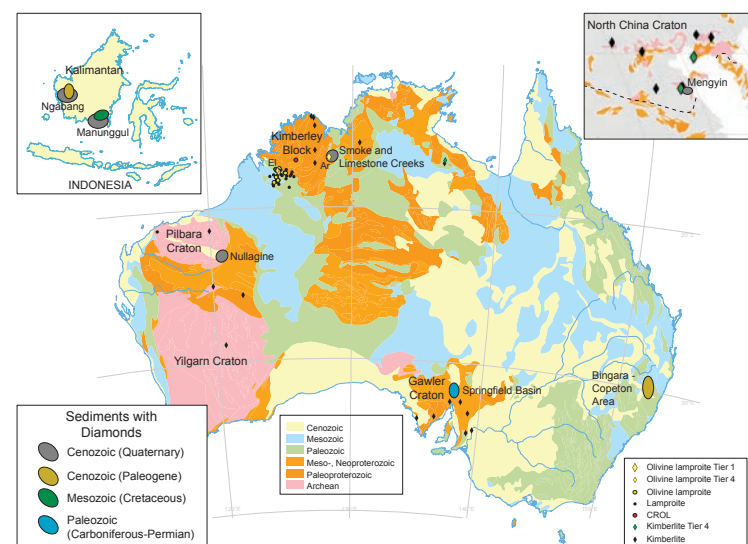 North China Craton
Mengyin
Kalimantan
Ngabang
Manunggul
INDONESIA
Kimberley
Block
El
Ar
Smoke and
Limestone Creeks
Pilbara
Craton
Nullagine
Yilgarn Craton
Gawler
Craton
Springfield Basin
Bingara -
Copeton
Area
Sediments with
Diamonds
Cenozoic (Quaternary)
Cenozoic (Paleogene)
Mesozoic (Cretaceous)
Paleozoic
(Carboniferous-Permian)
Cenozoic
Mesozoic
Paleozoic
Meso-, Neoproterozoic
Paleoproterozoic
Archean
Olivine lamproite Tier 1
Olivine lamproite Tier 4
Olivine lamproite
Lamproite
CROL
Kimberlite Tier 4
Kimberlite